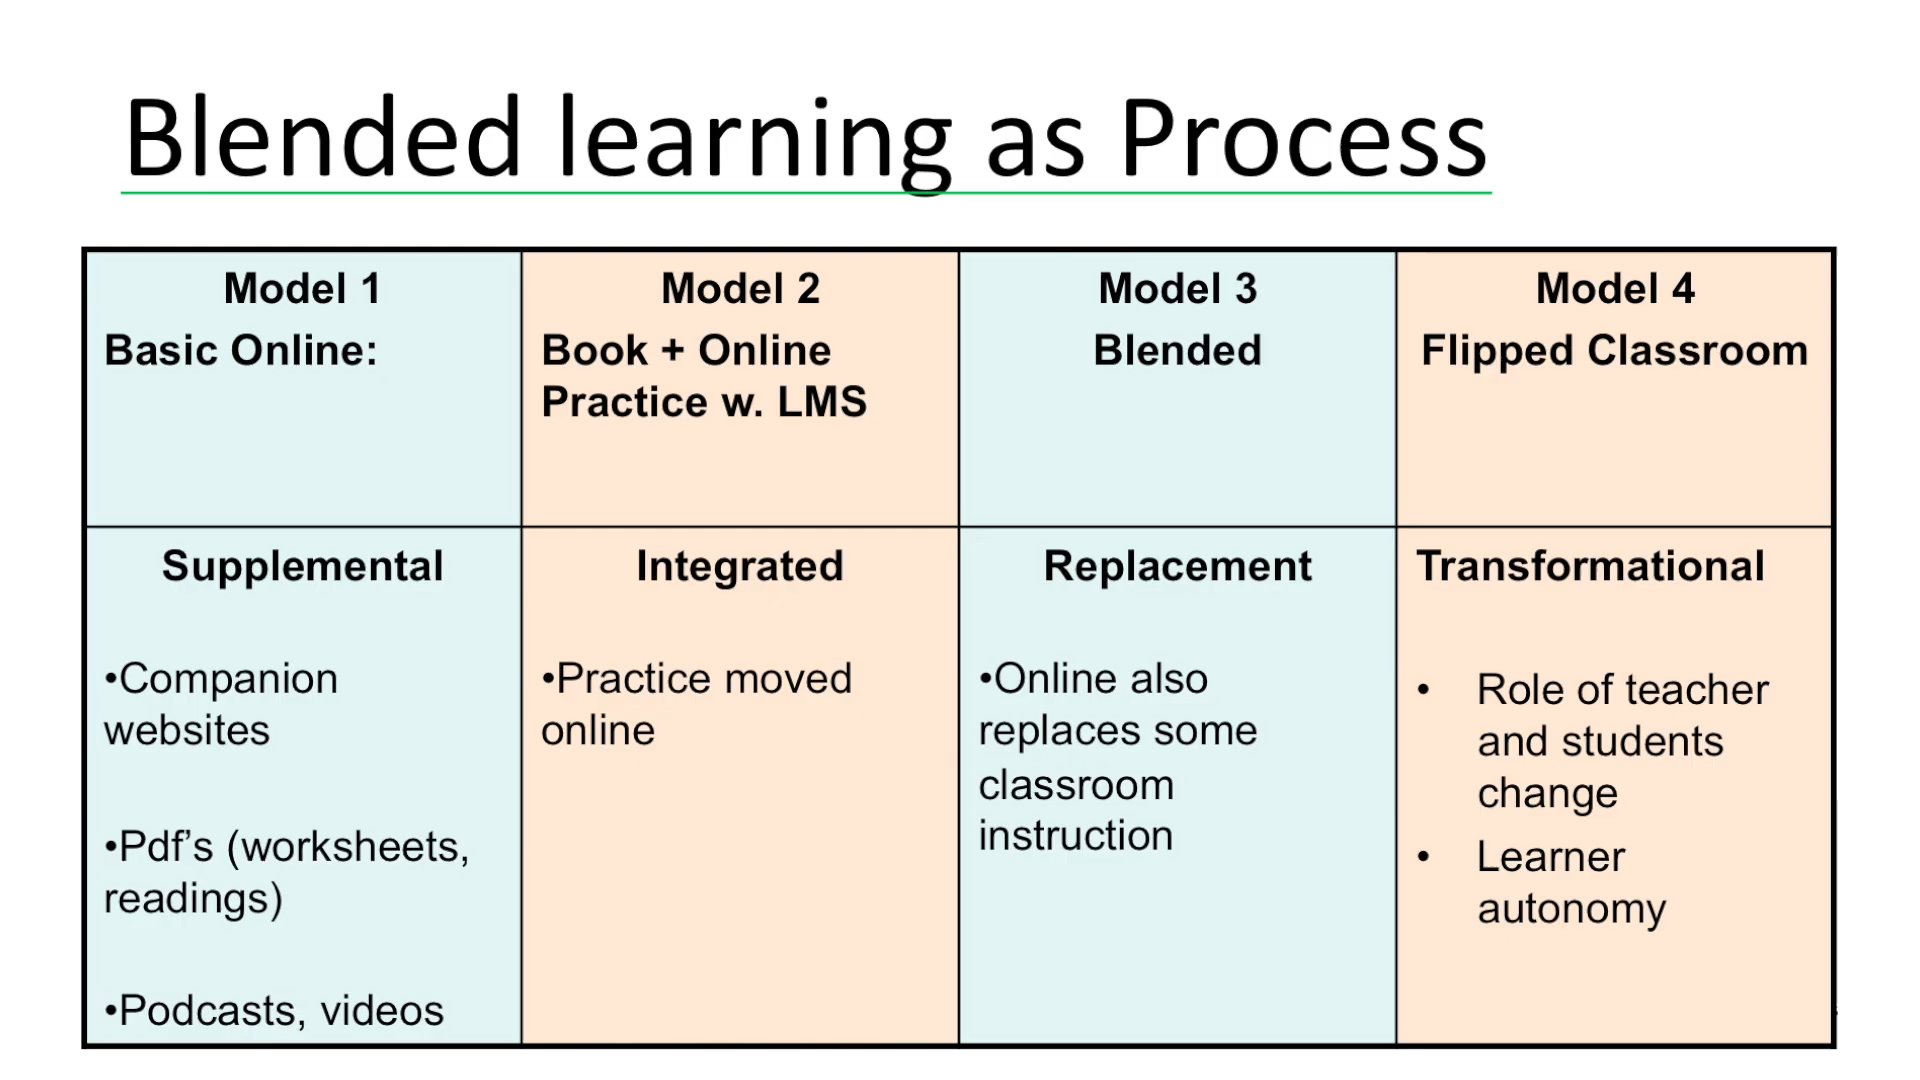 Blended learning as Process
Model 1
Basic Online:
Model 2
Book + Online
Practice w. LMS
Model 3
Blended
Model 4
Flipped Classroom
Supplemental
•Companion
websites
•Pdf’s (worksheets,
readings)
•Podcasts, videos
Integrated
•Practice moved
online
Replacement
•Online also
replaces some
classroom
instruction
Transformational
• Role of teacher
and students
change
• Learner
autonomy